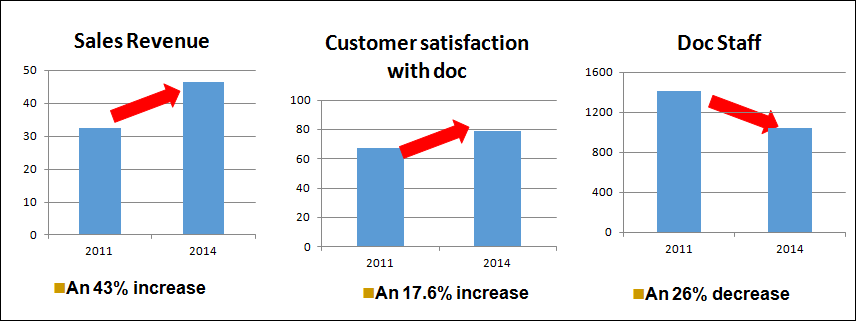 Sales Revenue
50
40
30
20
10
0
2011 2014
An 43% increase
Customer satisfaction
with doc
100
80
60
40
20
0
2011 2014
An 17.6% increase
Doc Staff
1600
1200
800
400
0
2011 2014
An 26% decrease